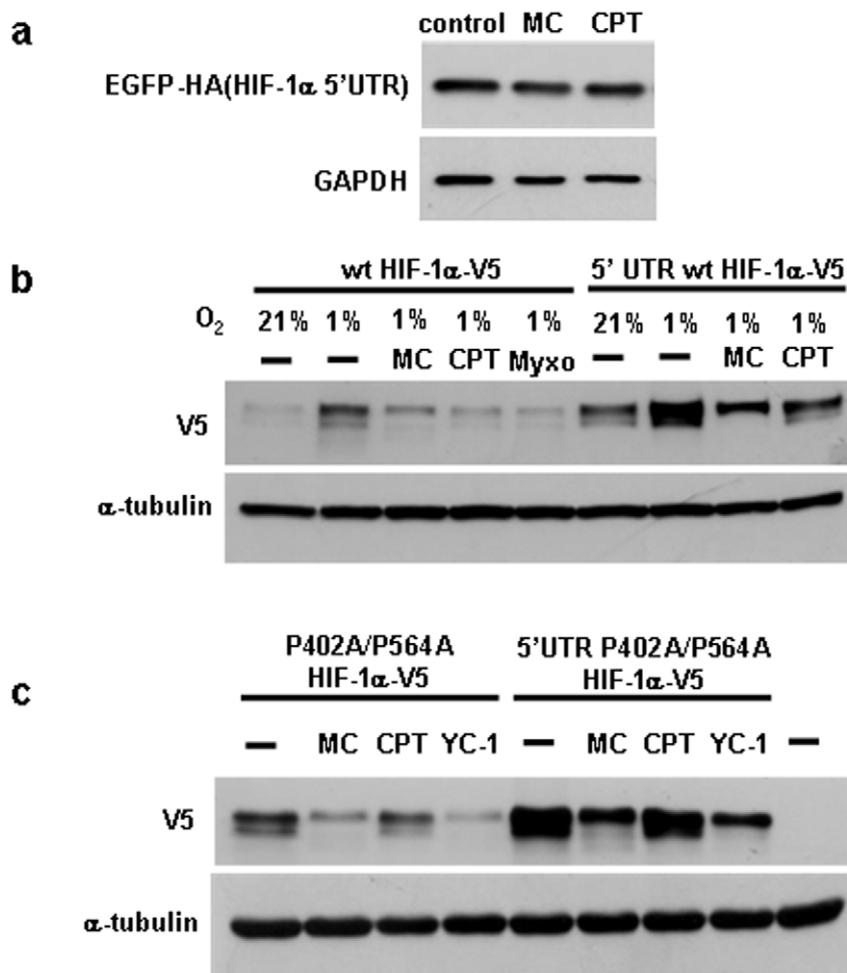 a
control MC CPT
EGFP-HA(HIF-1α 5'UTR)
GAPDH
b
wt HIF-1α-V5 5' UTR wt HIF-1α-V5
O₂ 21% 1% 1% 1% 1% 21% 1% 1% 1%
– – MC CPT Myxo – – MC CPT
V5
α-tubulin
c
P402A/P564A 5'UTR P402A/P564A
HIF-1α-V5 HIF-1α-V5
– MC CPT YC-1 – MC CPT YC-1 –
V5
α-tubulin